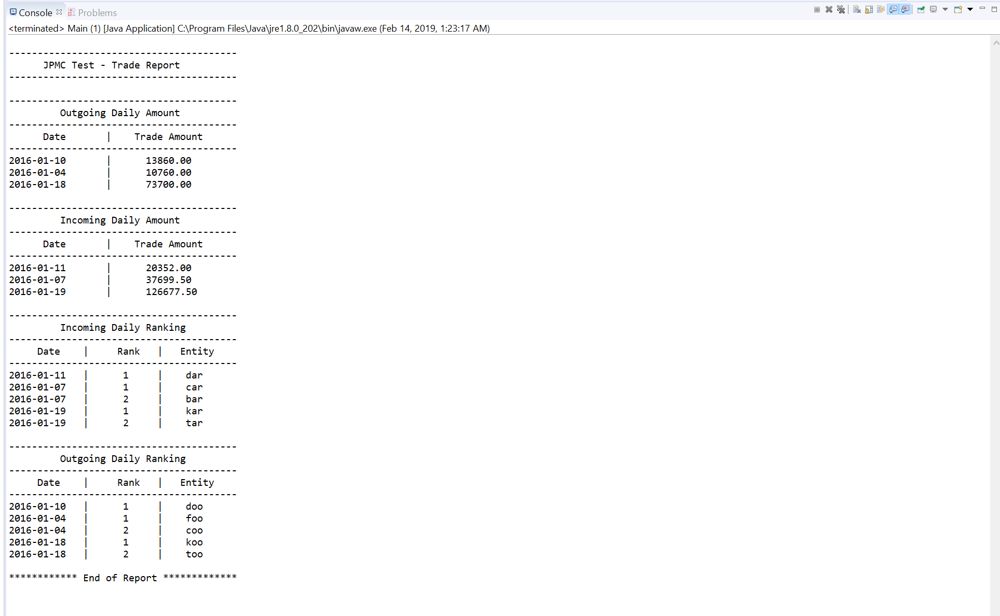 Console Problems
<terminated> Main (1) [Java Application] C:\Program Files\Java\jre1.8.0_202\bin\javaw.exe (Feb 14, 2019, 1:23:17 AM)
----------------------------------------
JPMC Test - Trade Report
----------------------------------------
----------------------------------------
Outgoing Daily Amount
----------------------------------------
Date | Trade Amount
----------------------------------------
2016-01-10 | 13860.00
2016-01-04 | 10760.00
2016-01-18 | 73700.00
----------------------------------------
Incoming Daily Amount
----------------------------------------
Date | Trade Amount
----------------------------------------
2016-01-11 | 20352.00
2016-01-07 | 37699.50
2016-01-19 | 126677.50
----------------------------------------
Incoming Daily Ranking
----------------------------------------
Date | Rank | Entity
----------------------------------------
2016-01-11 | 1 | dar
2016-01-07 | 1 | car
2016-01-07 | 2 | bar
2016-01-19 | 1 | kar
2016-01-19 | 2 | tar
----------------------------------------
Outgoing Daily Ranking
----------------------------------------
Date | Rank | Entity
----------------------------------------
2016-01-10 | 1 | doo
2016-01-04 | 1 | foo
2016-01-04 | 2 | coo
2016-01-18 | 1 | koo
2016-01-18 | 2 | too
************ End of Report *************